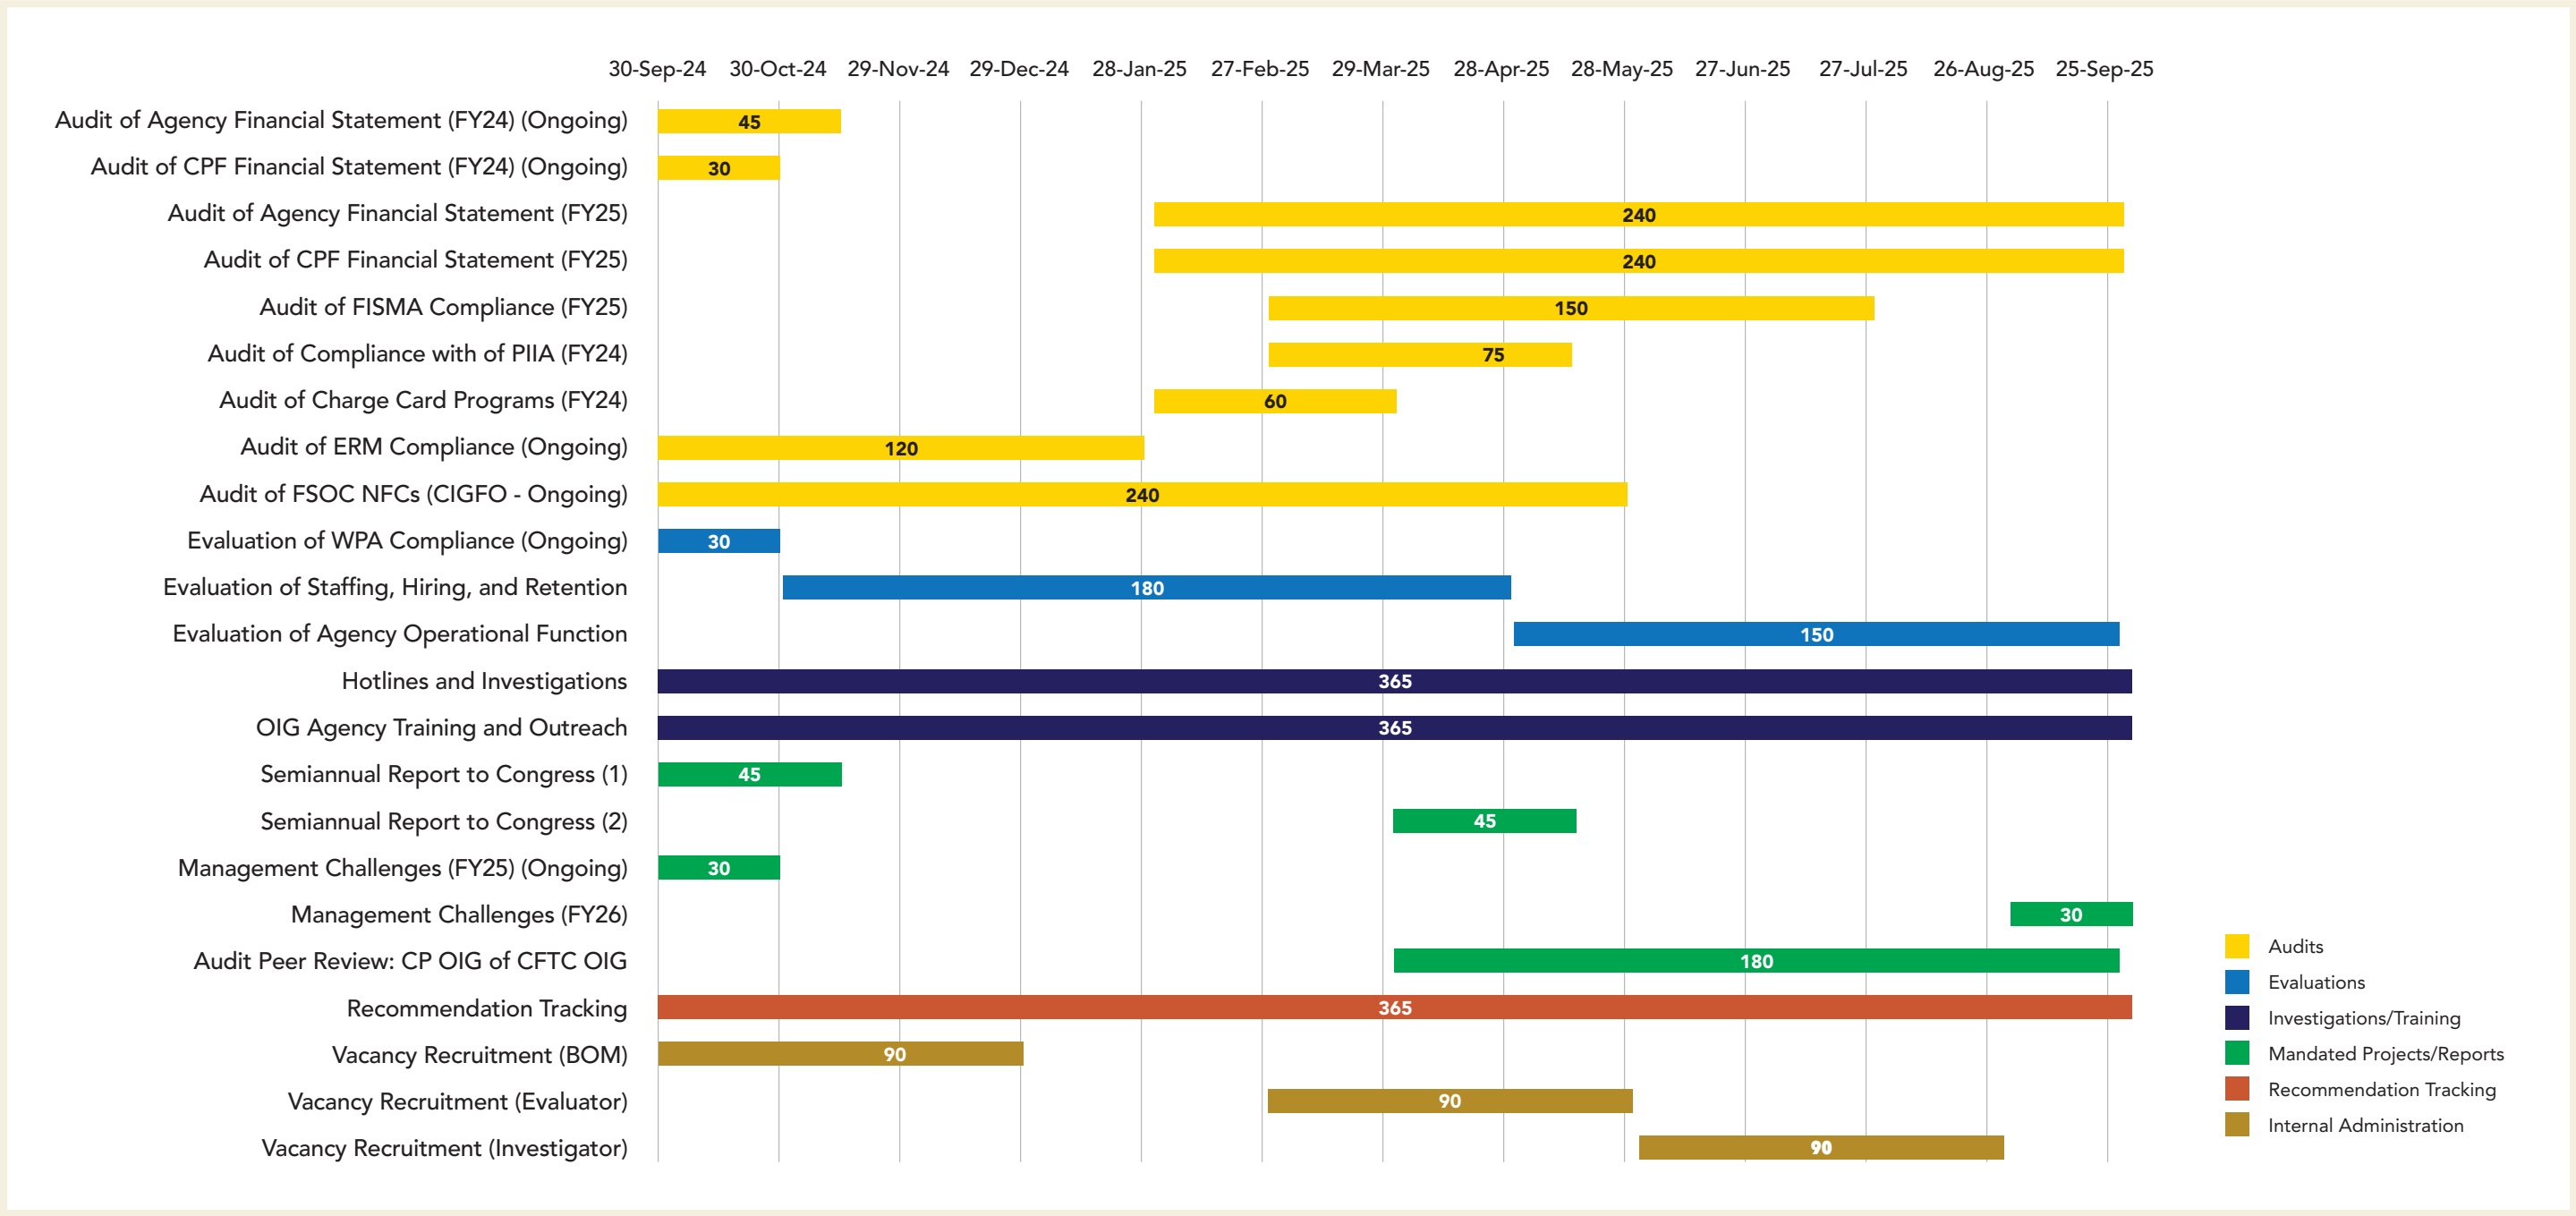 30-Sep-24 30-Oct-24 29-Nov-24 29-Dec-24 28-Jan-25 27-Feb-25 29-Mar-25 28-Apr-25 28-May-25 27-Jun-25 27-Jul-25 26-Aug-25 25-Sep-25
Audit of Agency Financial Statement (FY24) (Ongoing) 45
Audit of CPF Financial Statement (FY24) (Ongoing) 30
Audit of Agency Financial Statement (FY25) 240
Audit of CPF Financial Statement (FY25) 240
Audit of FISMA Compliance (FY25) 150
Audit of Compliance with of PIIA (FY24) 75
Audit of Charge Card Programs (FY24) 60
Audit of ERM Compliance (Ongoing) 120
Audit of FSOC NFCs (CIGFO - Ongoing) 240
Evaluation of WPA Compliance (Ongoing) 30
Evaluation of Staffing, Hiring, and Retention 180
Evaluation of Agency Operational Function 150
Hotlines and Investigations 365
OIG Agency Training and Outreach 365
Semiannual Report to Congress (1) 45
Semiannual Report to Congress (2) 45
Management Challenges (FY25) (Ongoing) 30
Management Challenges (FY26) 30
Audit Peer Review: CP OIG of CFTC OIG 180
Recommendation Tracking 365
Vacancy Recruitment (BOM) 90
Vacancy Recruitment (Evaluator) 90
Vacancy Recruitment (Investigator) 90
Audits
Evaluations
Investigations/Training
Mandated Projects/Reports
Recommendation Tracking
Internal Administration